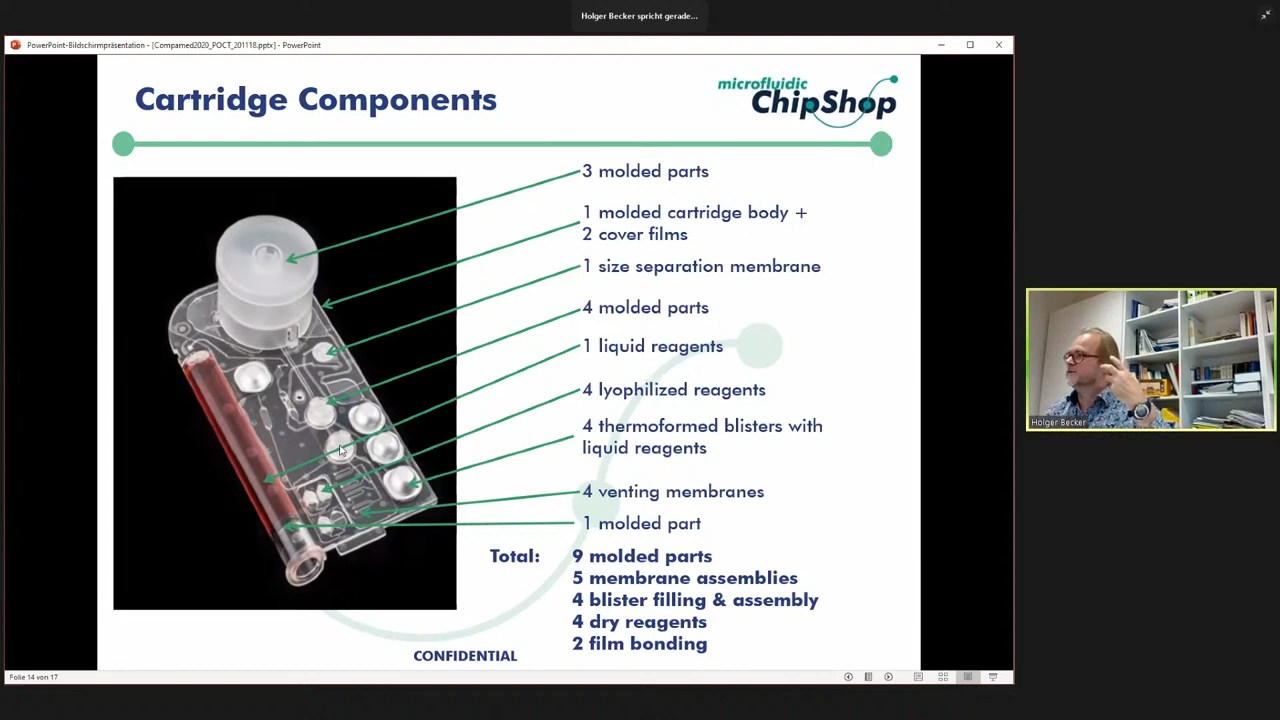 Holger Becker spricht gerade...
PowerPoint-Bildschirmpräsentation - [Compamed2020_POCT_201118.pptx] - PowerPoint
Cartridge Components
microfluidic
ChipShop
3 molded parts
1 molded cartridge body +
2 cover films
1 size separation membrane
4 molded parts
1 liquid reagents
4 lyophilized reagents
4 thermoformed blisters with
liquid reagents
4 venting membranes
1 molded part
Total: 9 molded parts
5 membrane assemblies
4 blister filling & assembly
4 dry reagents
2 film bonding
CONFIDENTIAL
Folie 14 von 17
Holger Becker